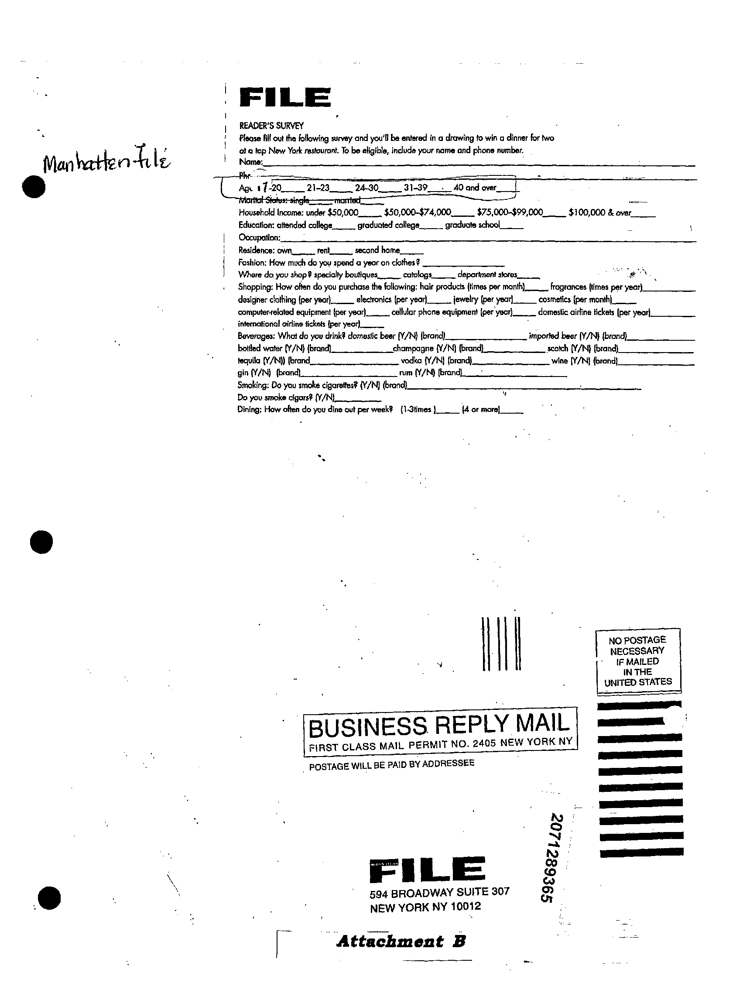 FILE
READER'S SURVEY
Please fill out the following survey and you'll be entered in a drawing to win a dinner for two
at a top New York restaurant. To be eligible, include your name and phone number.
Manhatten File
Name:
Age 17-20____ 21-23____ 24-30____ 31-39____ 40 and over____
Marital Status: single____ married____
Household Income: under $50,000____ $50,000-$74,000____ $75,000-$99,000____ $100,000 & over____
Education: attended college____ graduated college____ graduate school____
Occupation:
Residence: own____ rent____ second home____
Fashion: How much do you spend a year on clothes? ____
Where do you shop? specialty boutiques____ catalogs____ department stores____
Shopping: How often do you purchase the following: hair products (times per month)____ fragrances (times per year)____
designer clothing (per year)____ electronics (per year)____ jewelry (per year)____ cosmetics (per month)____
computer-related equipment (per year)____ cellular phone equipment (per year)____ domestic airline tickets (per year)____
international airline tickets (per year)____
Beverages: What do you drink? domestic beer (Y/N) (brand)____ imported beer (Y/N) (brand)____
bottled water (Y/N) (brand)____ champagne (Y/N) (brand)____ scotch (Y/N) (brand)____
tequila (Y/N)) (brand____ vodka (Y/N) (brand)____ wine (Y/N) (brand)____
gin (Y/N) (brand)____ rum (Y/N) (brand)____
Smoking: Do you smoke cigarettes? (Y/N) (brand)____
Do you smoke cigars? (Y/N)____
Dining: How often do you dine out per week? (1-3times )____ (4 or more)____
NO POSTAGE
NECESSARY
IF MAILED
IN THE
UNITED STATES
BUSINESS REPLY MAIL
FIRST CLASS MAIL PERMIT NO. 2405 NEW YORK NY
POSTAGE WILL BE PAID BY ADDRESSEE
2071289365
FILE
594 BROADWAY SUITE 307
NEW YORK NY 10012
Attachment B